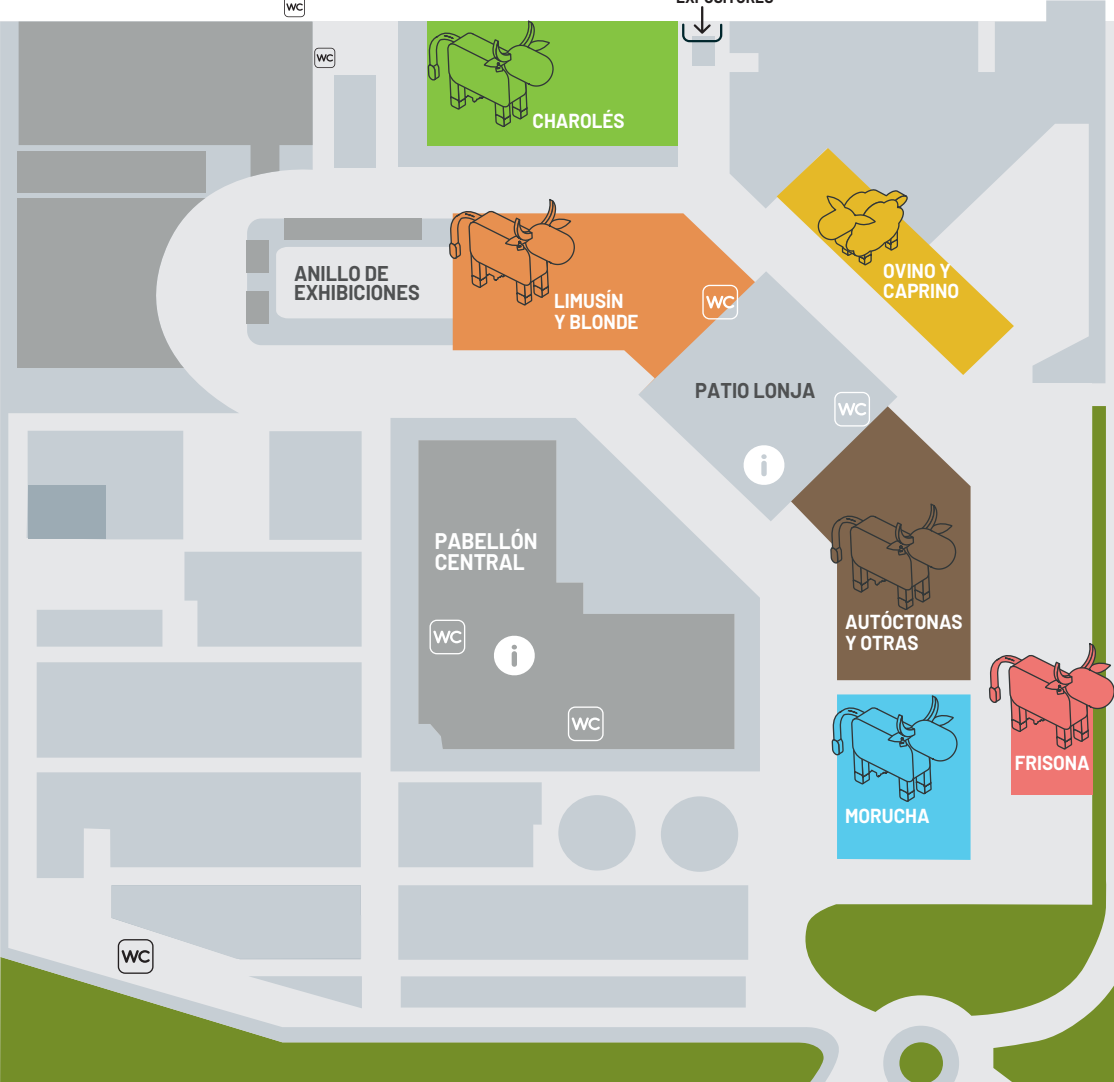 WC
EXPOSITORES
WC
CHAROLÉS
OVINO Y
CAPRINO
ANILLO DE
EXHIBICIONES
LIMUSÍN
Y BLONDE
WC
PATIO LONJA
WC
i
PABELLÓN
CENTRAL
WC
i
WC
AUTÓCTONAS
Y OTRAS
FRISONA
MORUCHA
WC